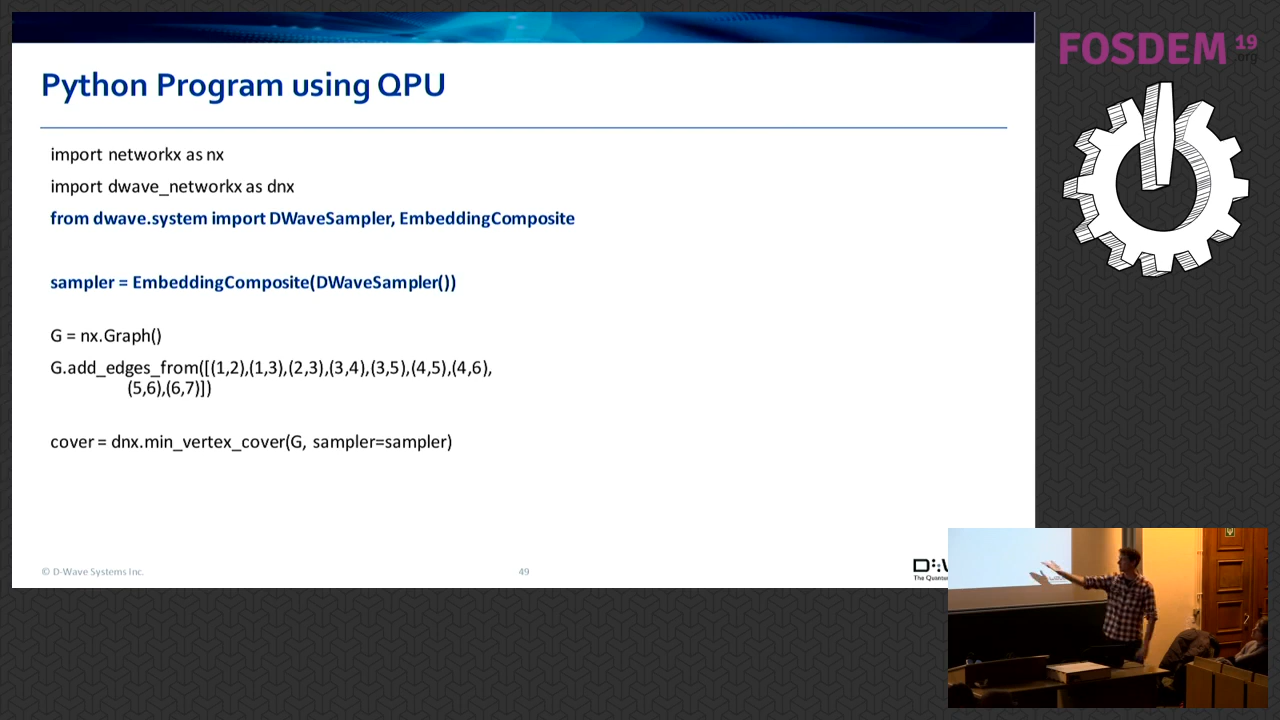 Python Program using QPU
import networkx as nx
import dwave_networkx as dnx
from dwave.system import DWaveSampler, EmbeddingComposite
sampler = EmbeddingComposite(DWaveSampler())
G = nx.Graph()
G.add_edges_from([(1,2),(1,3),(2,3),(3,4),(3,5),(4,5),(4,6),
(5,6),(6,7)])
cover = dnx.min_vertex_cover(G, sampler=sampler)
© D-Wave Systems Inc.
49
The Quantu
FOSDEM 19
.org